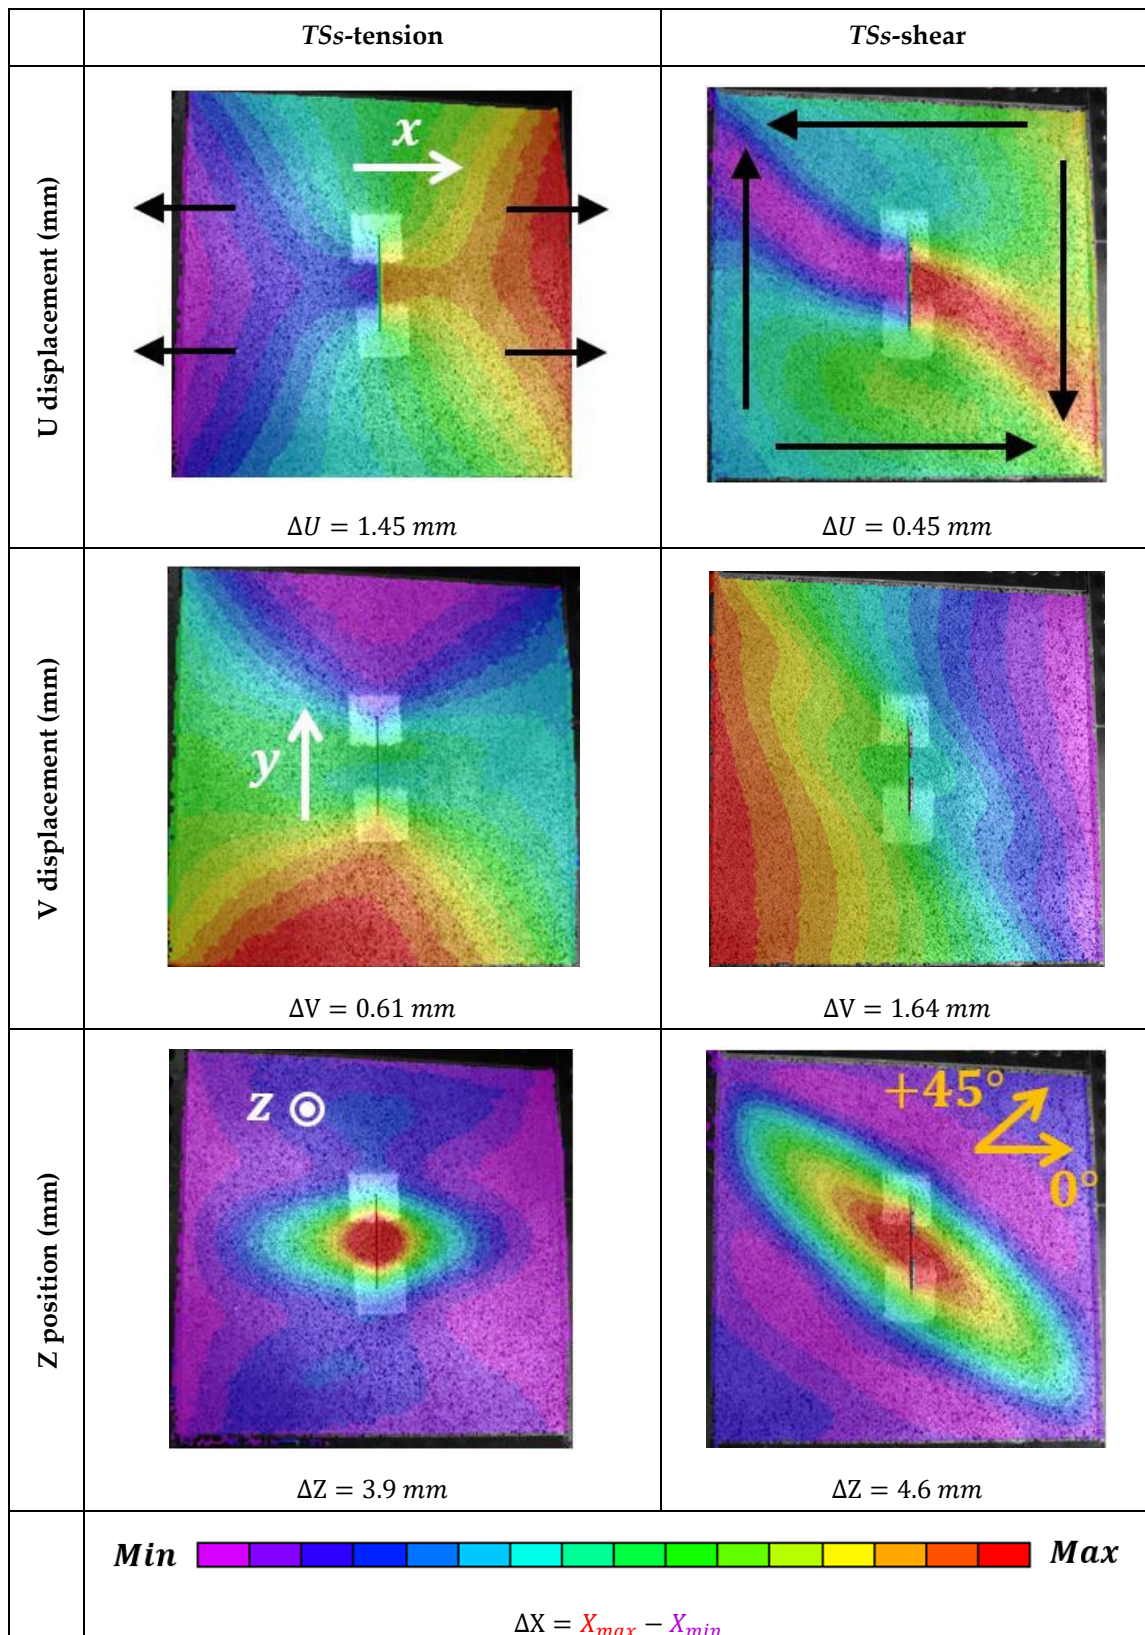 TSs-tension
TSs-shear
U displacement (mm)
x
ΔU = 1.45 mm
ΔU = 0.45 mm
V displacement (mm)
y
ΔV = 0.61 mm
ΔV = 1.64 mm
Z position (mm)
z
+45°
0°
ΔZ = 3.9 mm
ΔZ = 4.6 mm
Min
Max
ΔX = Xmax − Xmin